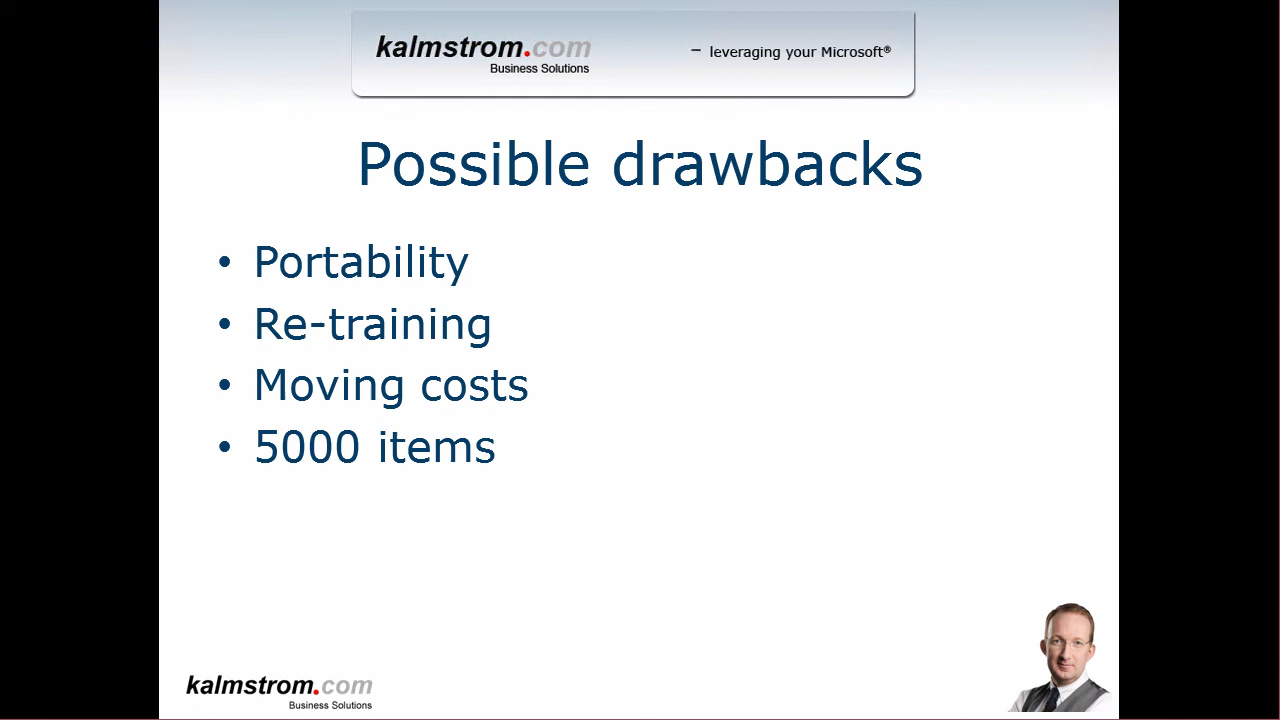 kalmstrom.com
Business Solutions
– leveraging your Microsoft®
Possible drawbacks
• Portability
• Re-training
• Moving costs
• 5000 items
kalmstrom.com
Business Solutions